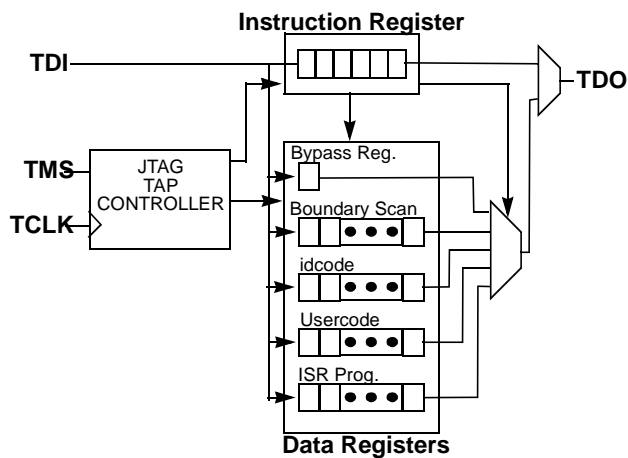 Instruction Register
TDI
TDO
Bypass Reg.
TMS
JTAG
TAP
CONTROLLER
TCLK
Boundary Scan
idcode
Usercode
ISR Prog.
Data Registers